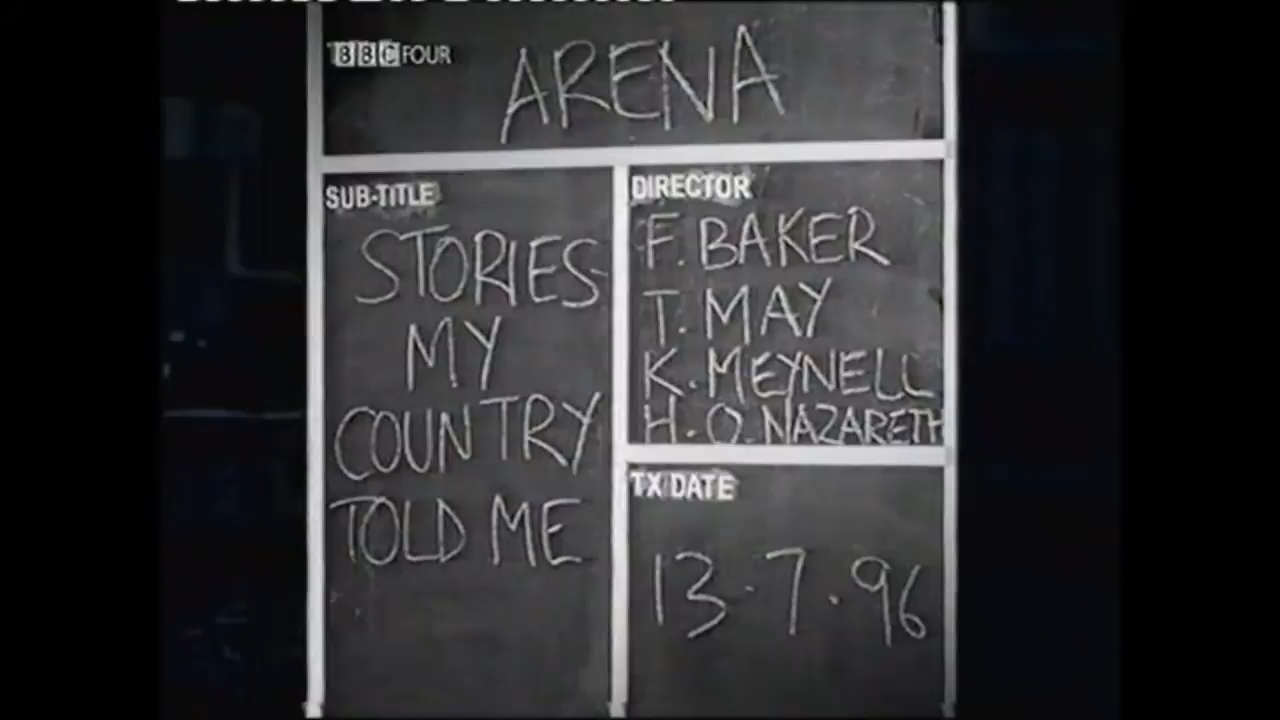 BBC FOUR
ARENA
SUB-TITLE
STORIES
MY
COUNTRY
TOLD ME
DIRECTOR
F. BAKER
T. MAY
K. MEYNELL
H. O. NAZARETH
TX DATE
13.7.96